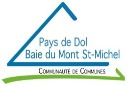 Pays de Dol
Baie du Mont St-Michel
COMMUNAUTÉ DE COMMUNES